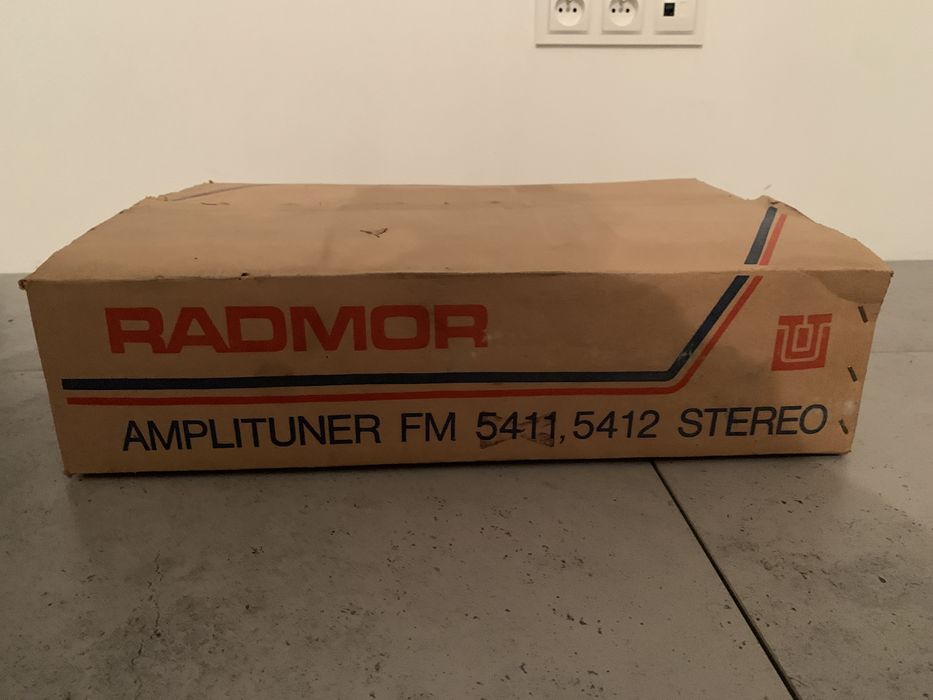 RADMOR
AMPLITUNER FM 5411, 5412 STEREO